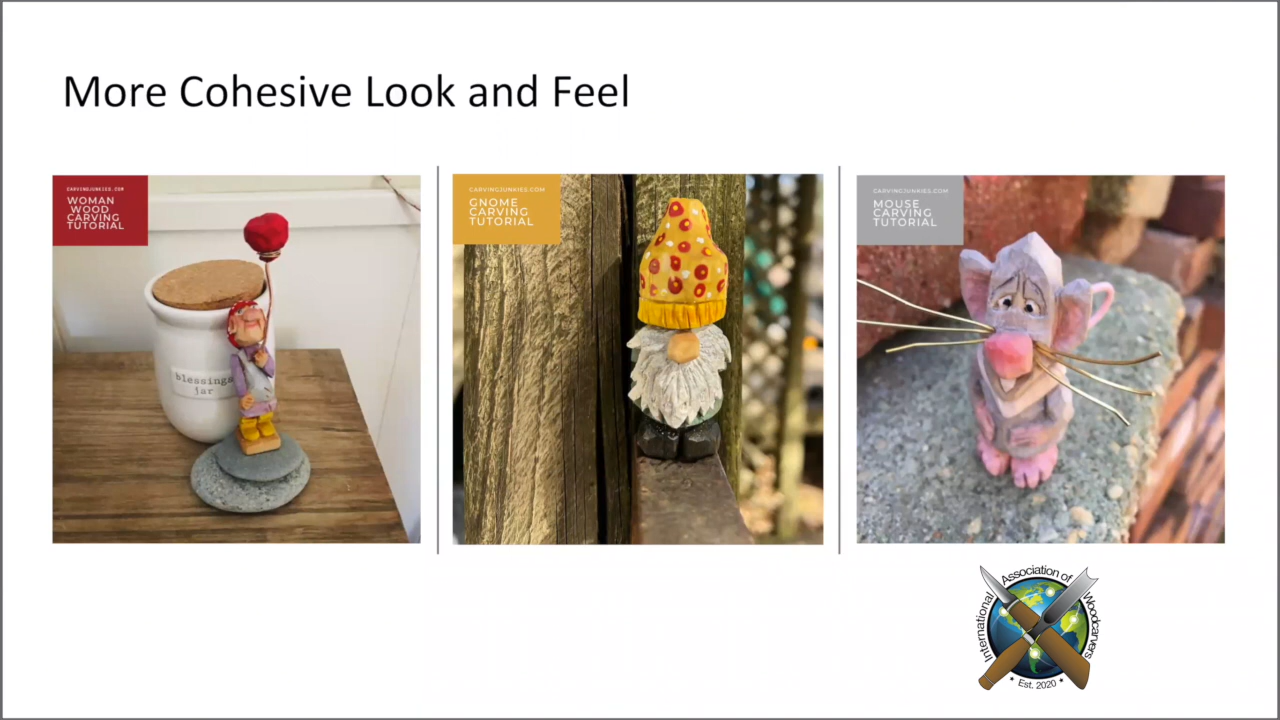 More Cohesive Look and Feel
CARVINGJUNKIES.COM
WOMAN
WOOD
CARVING
TUTORIAL
blessings
jar
CARVINGJUNKIES.COM
GNOME
CARVING
TUTORIAL
CARVINGJUNKIES.COM
MOUSE
CARVING
TUTORIAL
International Association of Woodcarvers
* Est. 2020 *